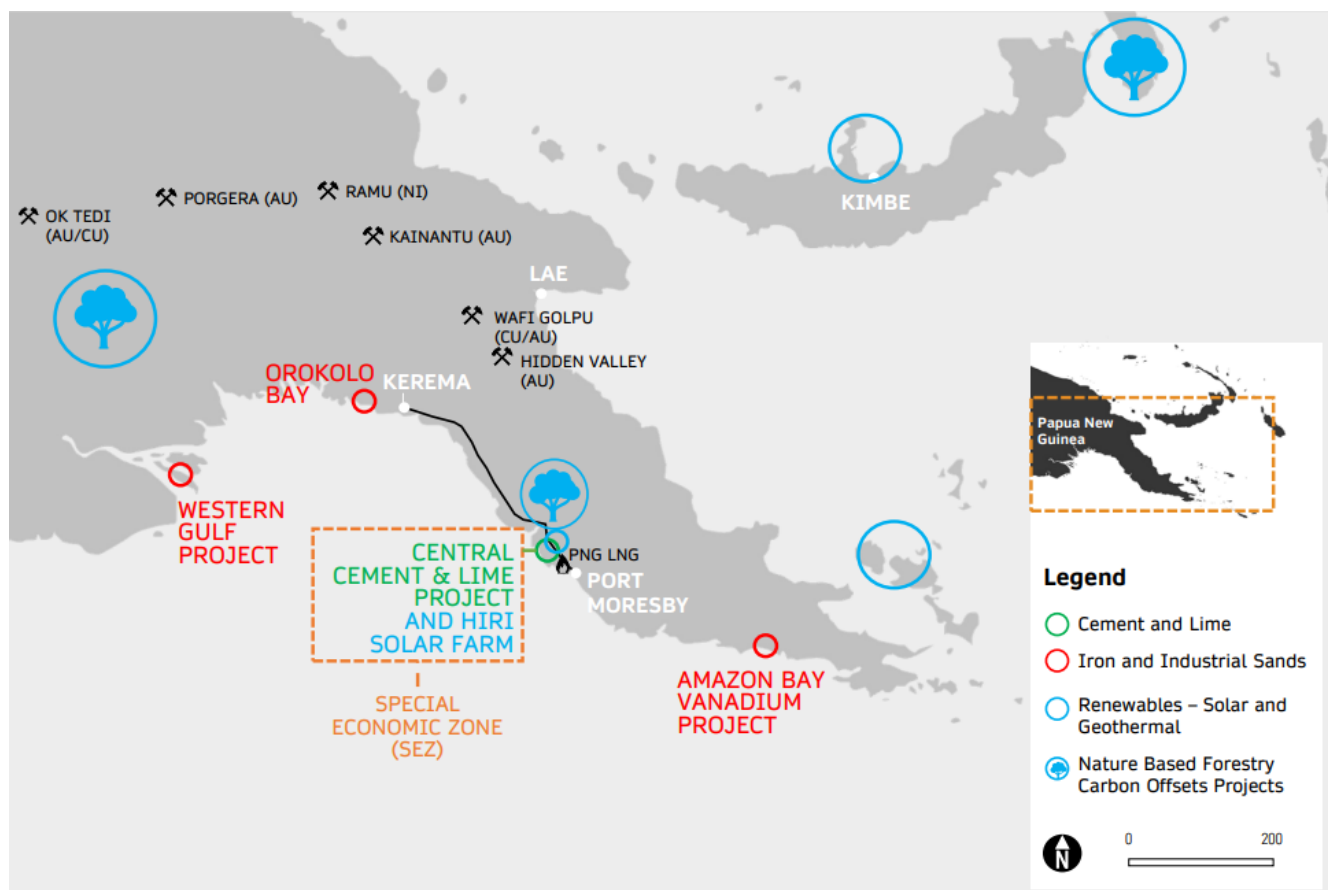 OK TEDI
(AU/CU)
PORGERA (AU)
RAMU (NI)
KAINANTU (AU)
KIMBE
LAE
WAFI GOLPU
(CU/AU)
HIDDEN VALLEY
(AU)
OROKOLO
BAY
KEREMA
WESTERN
GULF
PROJECT
CENTRAL
CEMENT & LIME
PROJECT
AND HIRI
SOLAR FARM
PNG LNG
PORT
MORESBY
SPECIAL
ECONOMIC ZONE
(SEZ)
AMAZON BAY
VANADIUM
PROJECT
Papua New
Guinea
Legend
Cement and Lime
Iron and Industrial Sands
Renewables – Solar and
Geothermal
Nature Based Forestry
Carbon Offsets Projects
N
0 200